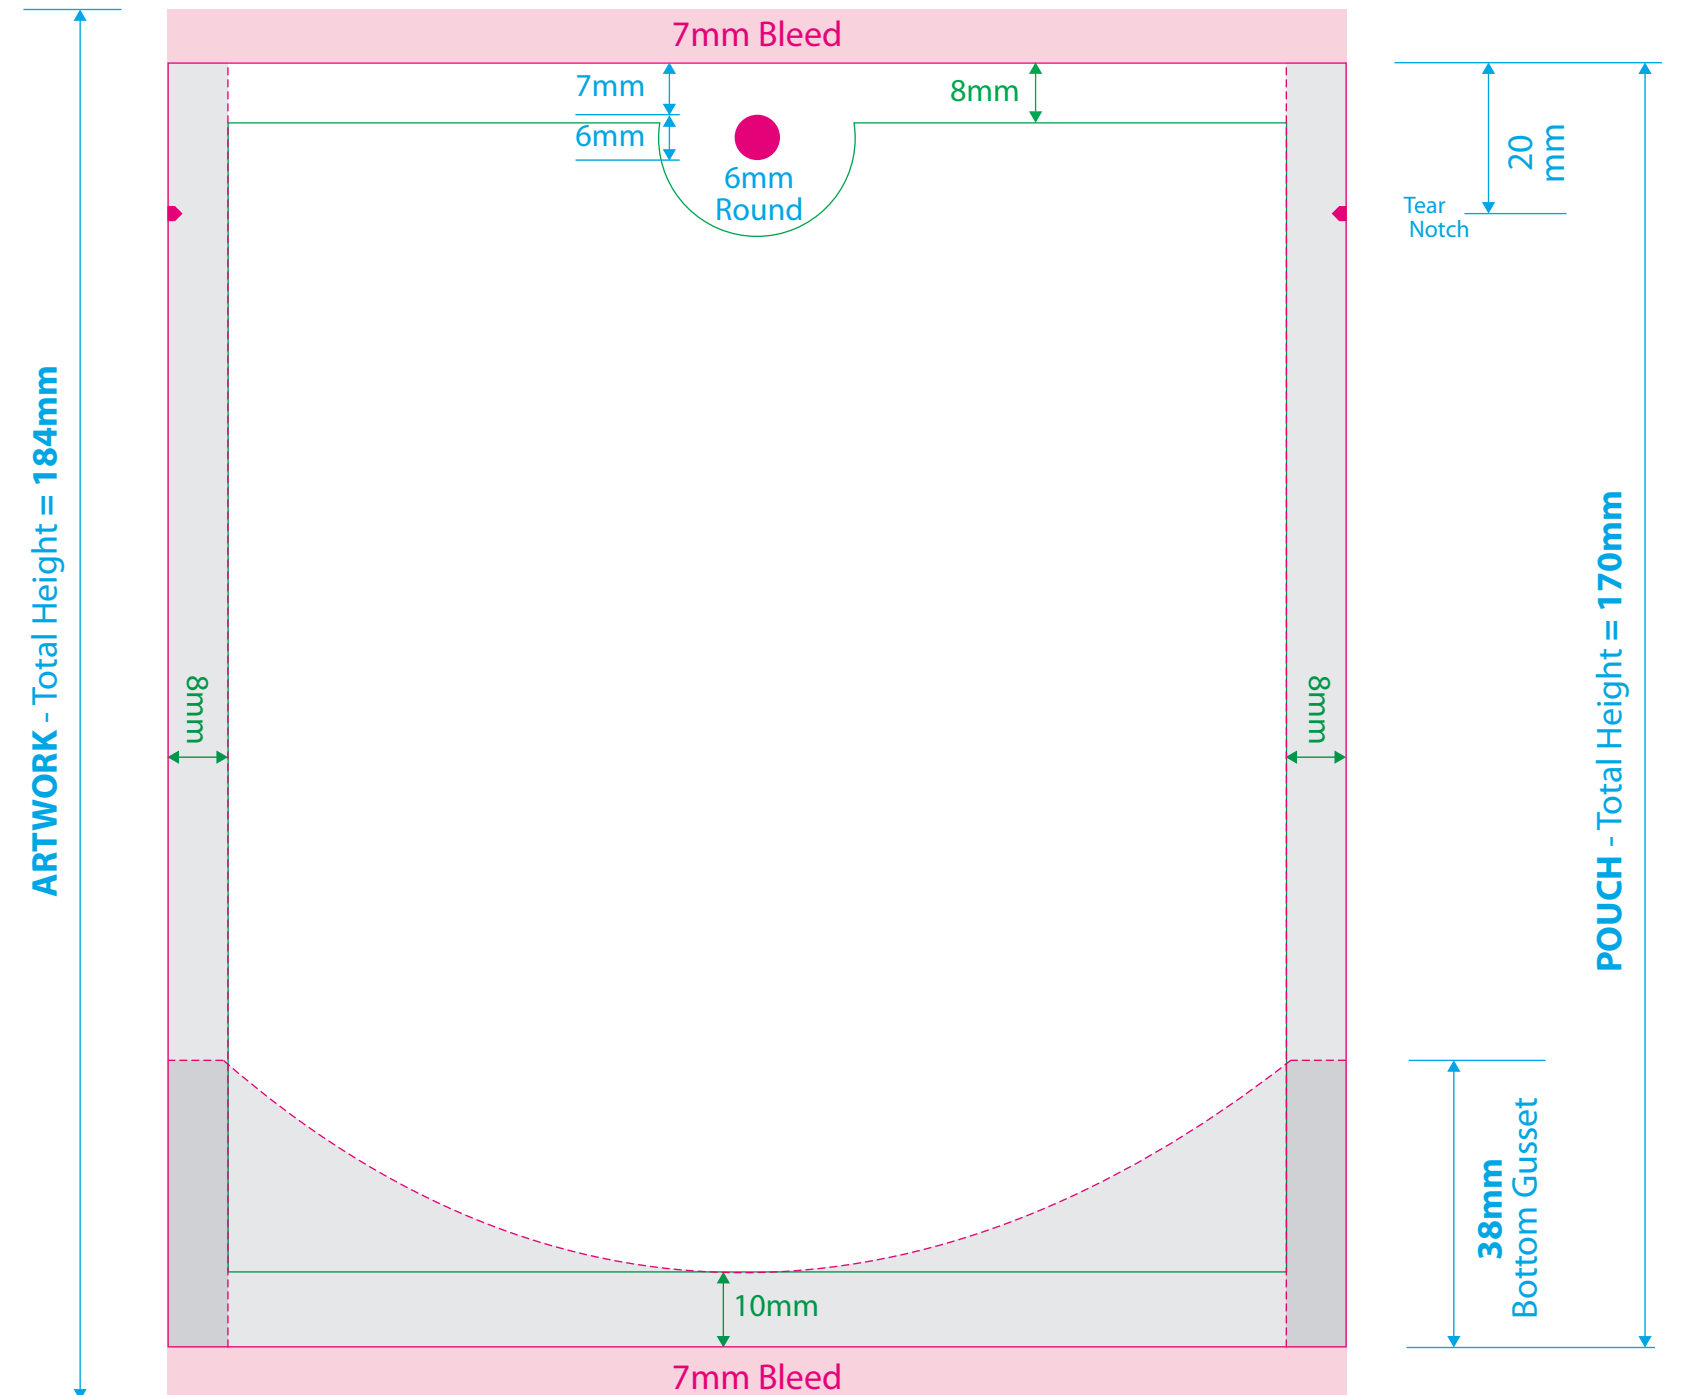 7mm Bleed
7mm
8mm
6mm
6mm
Round
20
mm
Tear
Notch
ARTWORK - Total Height = 184mm
POUCH - Total Height = 170mm
8mm
8mm
38mm
Bottom Gusset
10mm
7mm Bleed